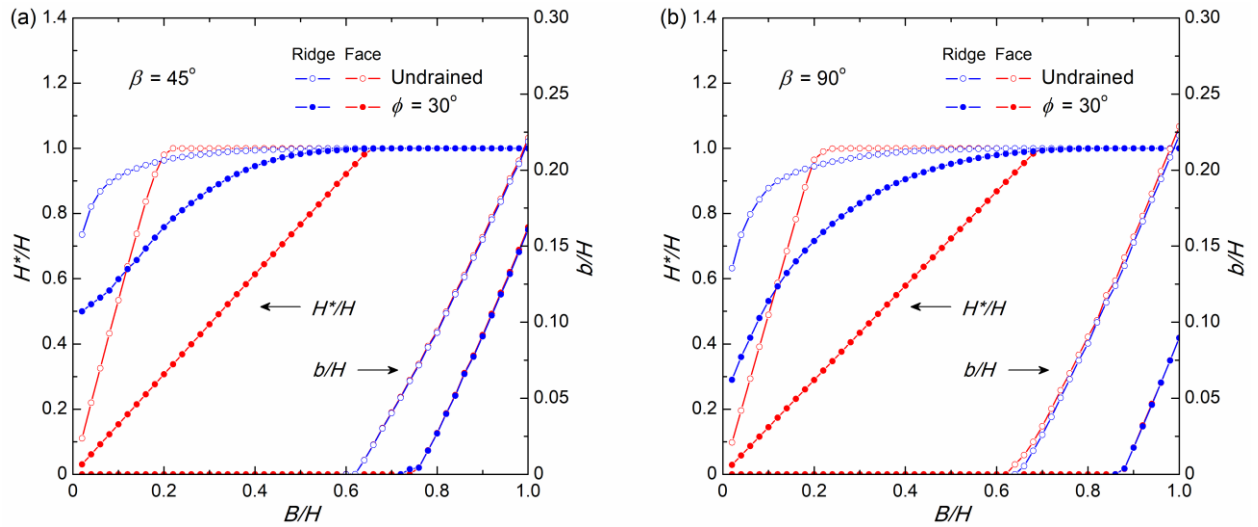 (a)
1.4
1.2
1.0
0.8
0.6
0.4
0.2
0
H*/H
0.30
0.25
0.20
0.15
0.10
0.05
0
b/H
β = 45°
Ridge Face
Undrained
ϕ = 30°
H*/H
b/H
0 0.2 0.4 0.6 0.8 1.0
B/H
(b)
1.4
1.2
1.0
0.8
0.6
0.4
0.2
0
H*/H
0.30
0.25
0.20
0.15
0.10
0.05
0
b/H
β = 90°
Ridge Face
Undrained
ϕ = 30°
H*/H
b/H
0 0.2 0.4 0.6 0.8 1.0
B/H